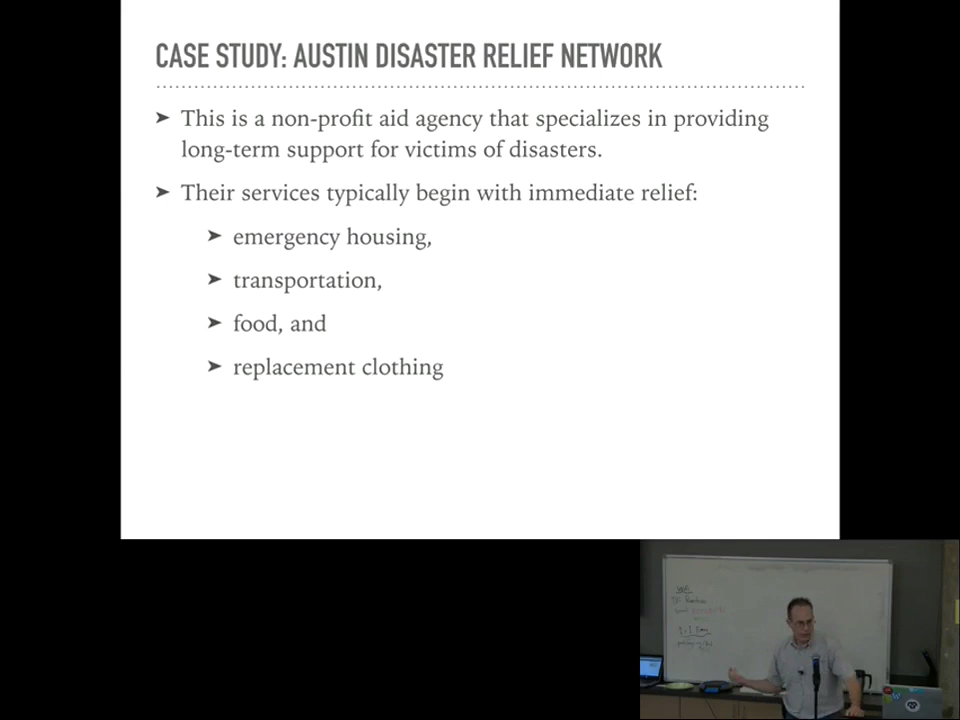 CASE STUDY: AUSTIN DISASTER RELIEF NETWORK
➤ This is a non-profit aid agency that specializes in providing
long-term support for victims of disasters.
➤ Their services typically begin with immediate relief:
➤ emergency housing,
➤ transportation,
➤ food, and
➤ replacement clothing